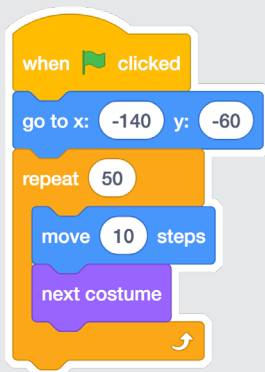 when clicked
go to x: -140 y: -60
repeat 50
move 10 steps
next costume